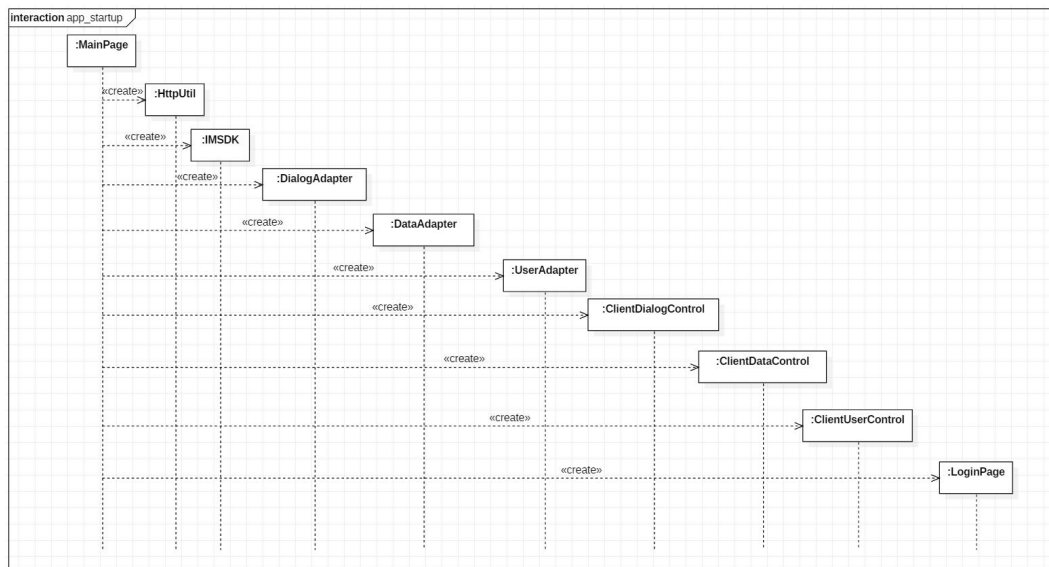 interaction app_startup
:MainPage
«create»
:HttpUtil
«create»
:IMSDK
«create»
:DialogAdapter
«create»
:DataAdapter
«create»
:UserAdapter
«create»
:ClientDialogControl
«create»
:ClientDataControl
«create»
:ClientUserControl
«create»
:LoginPage